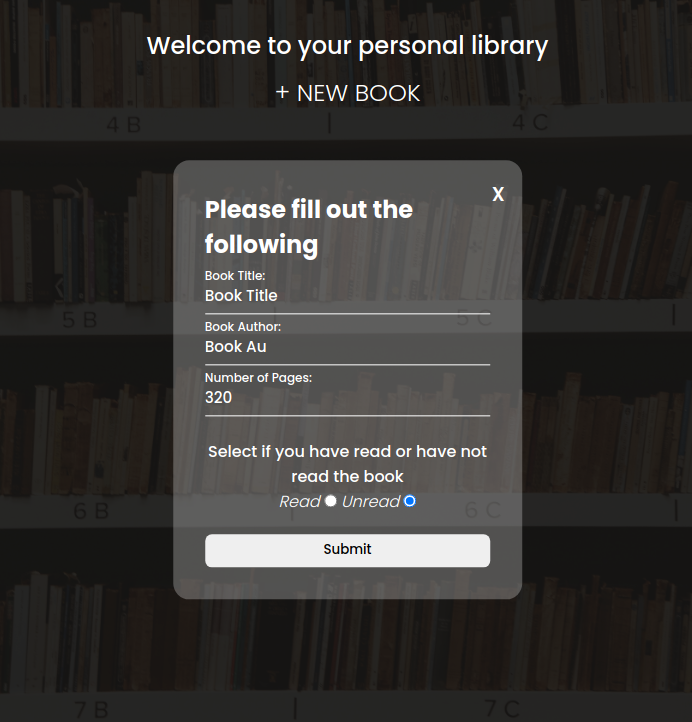 Welcome to your personal library
+ NEW BOOK
4 B
4 C
X
Please fill out the
following
Book Title:
Book Title
5 B
5 C
Book Author:
Book Au
Number of Pages:
320
Select if you have read or have not
read the book
Read Unread
6 B
6 C
Submit
7 B
7 C